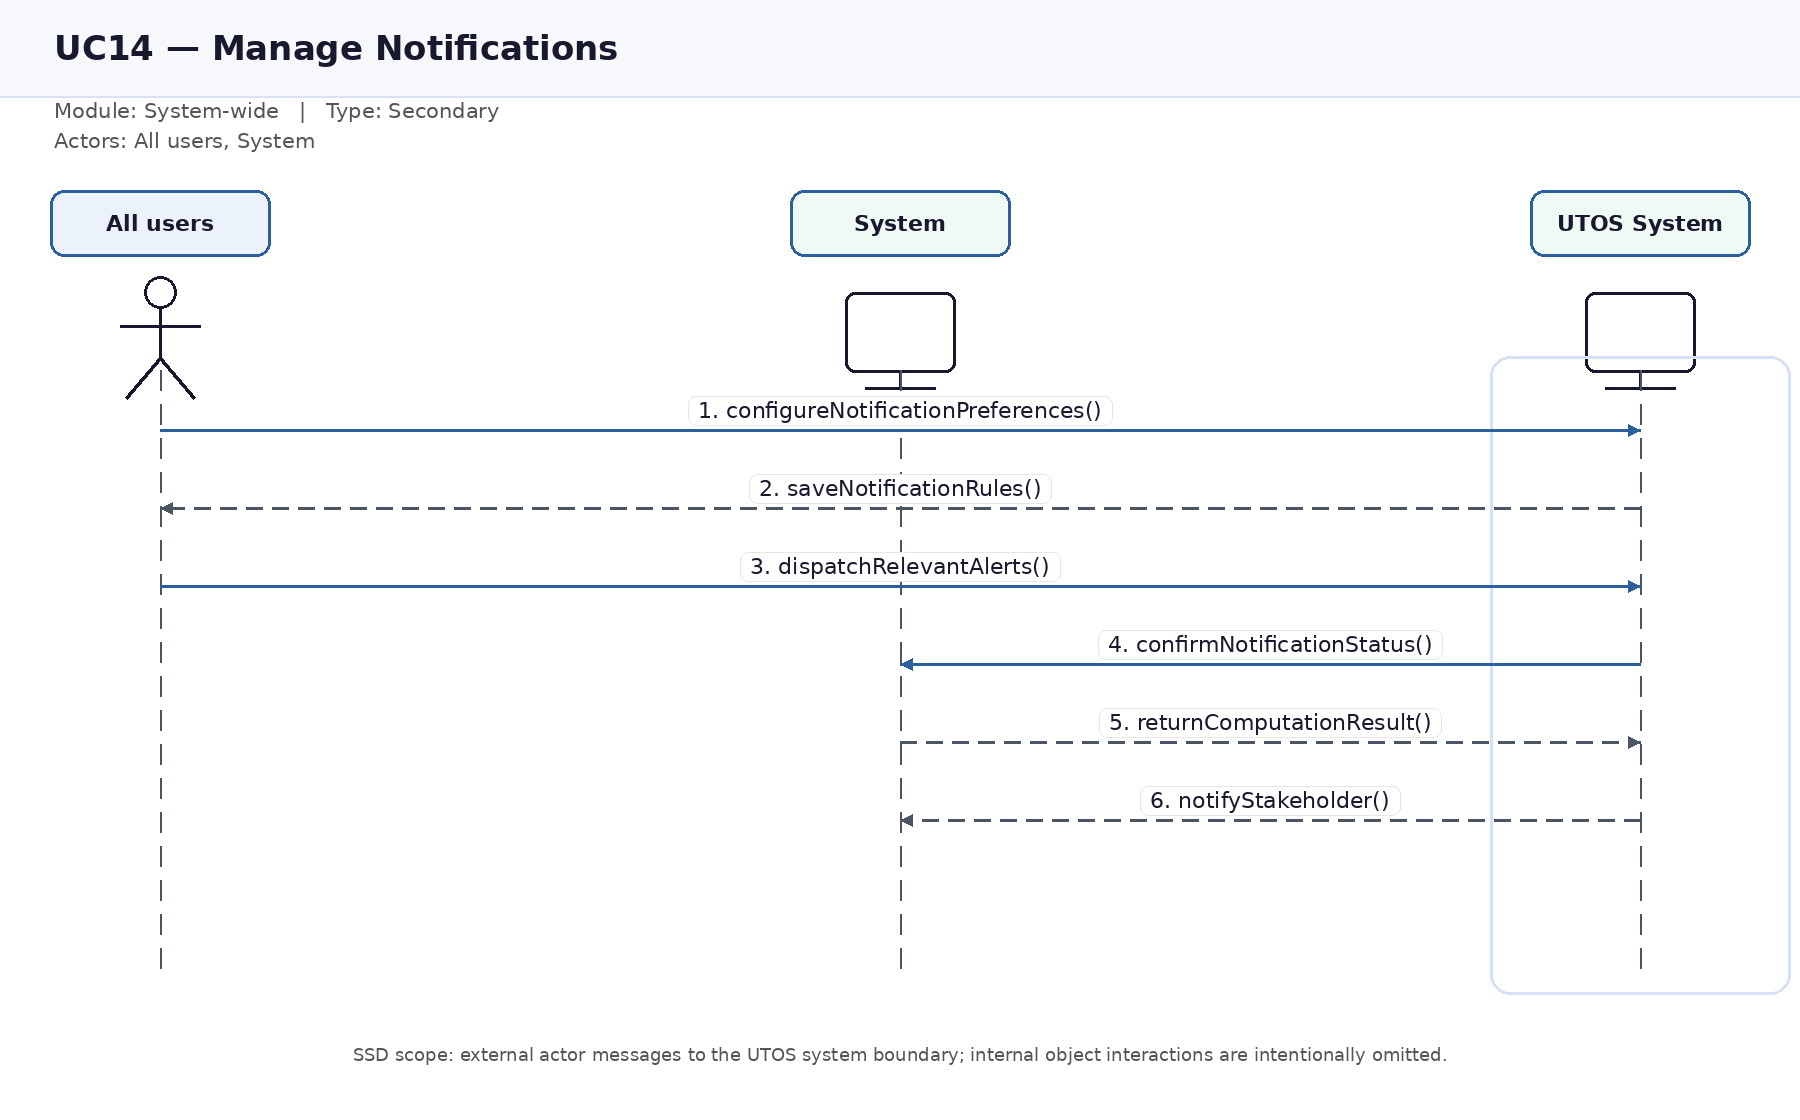 UC14 — Manage Notifications
Module: System-wide | Type: Secondary
Actors: All users, System
All users
System
UTOS System
1. configureNotificationPreferences()
2. saveNotificationRules()
3. dispatchRelevantAlerts()
4. confirmNotificationStatus()
5. returnComputationResult()
6. notifyStakeholder()
SSD scope: external actor messages to the UTOS system boundary; internal object interactions are intentionally omitted.